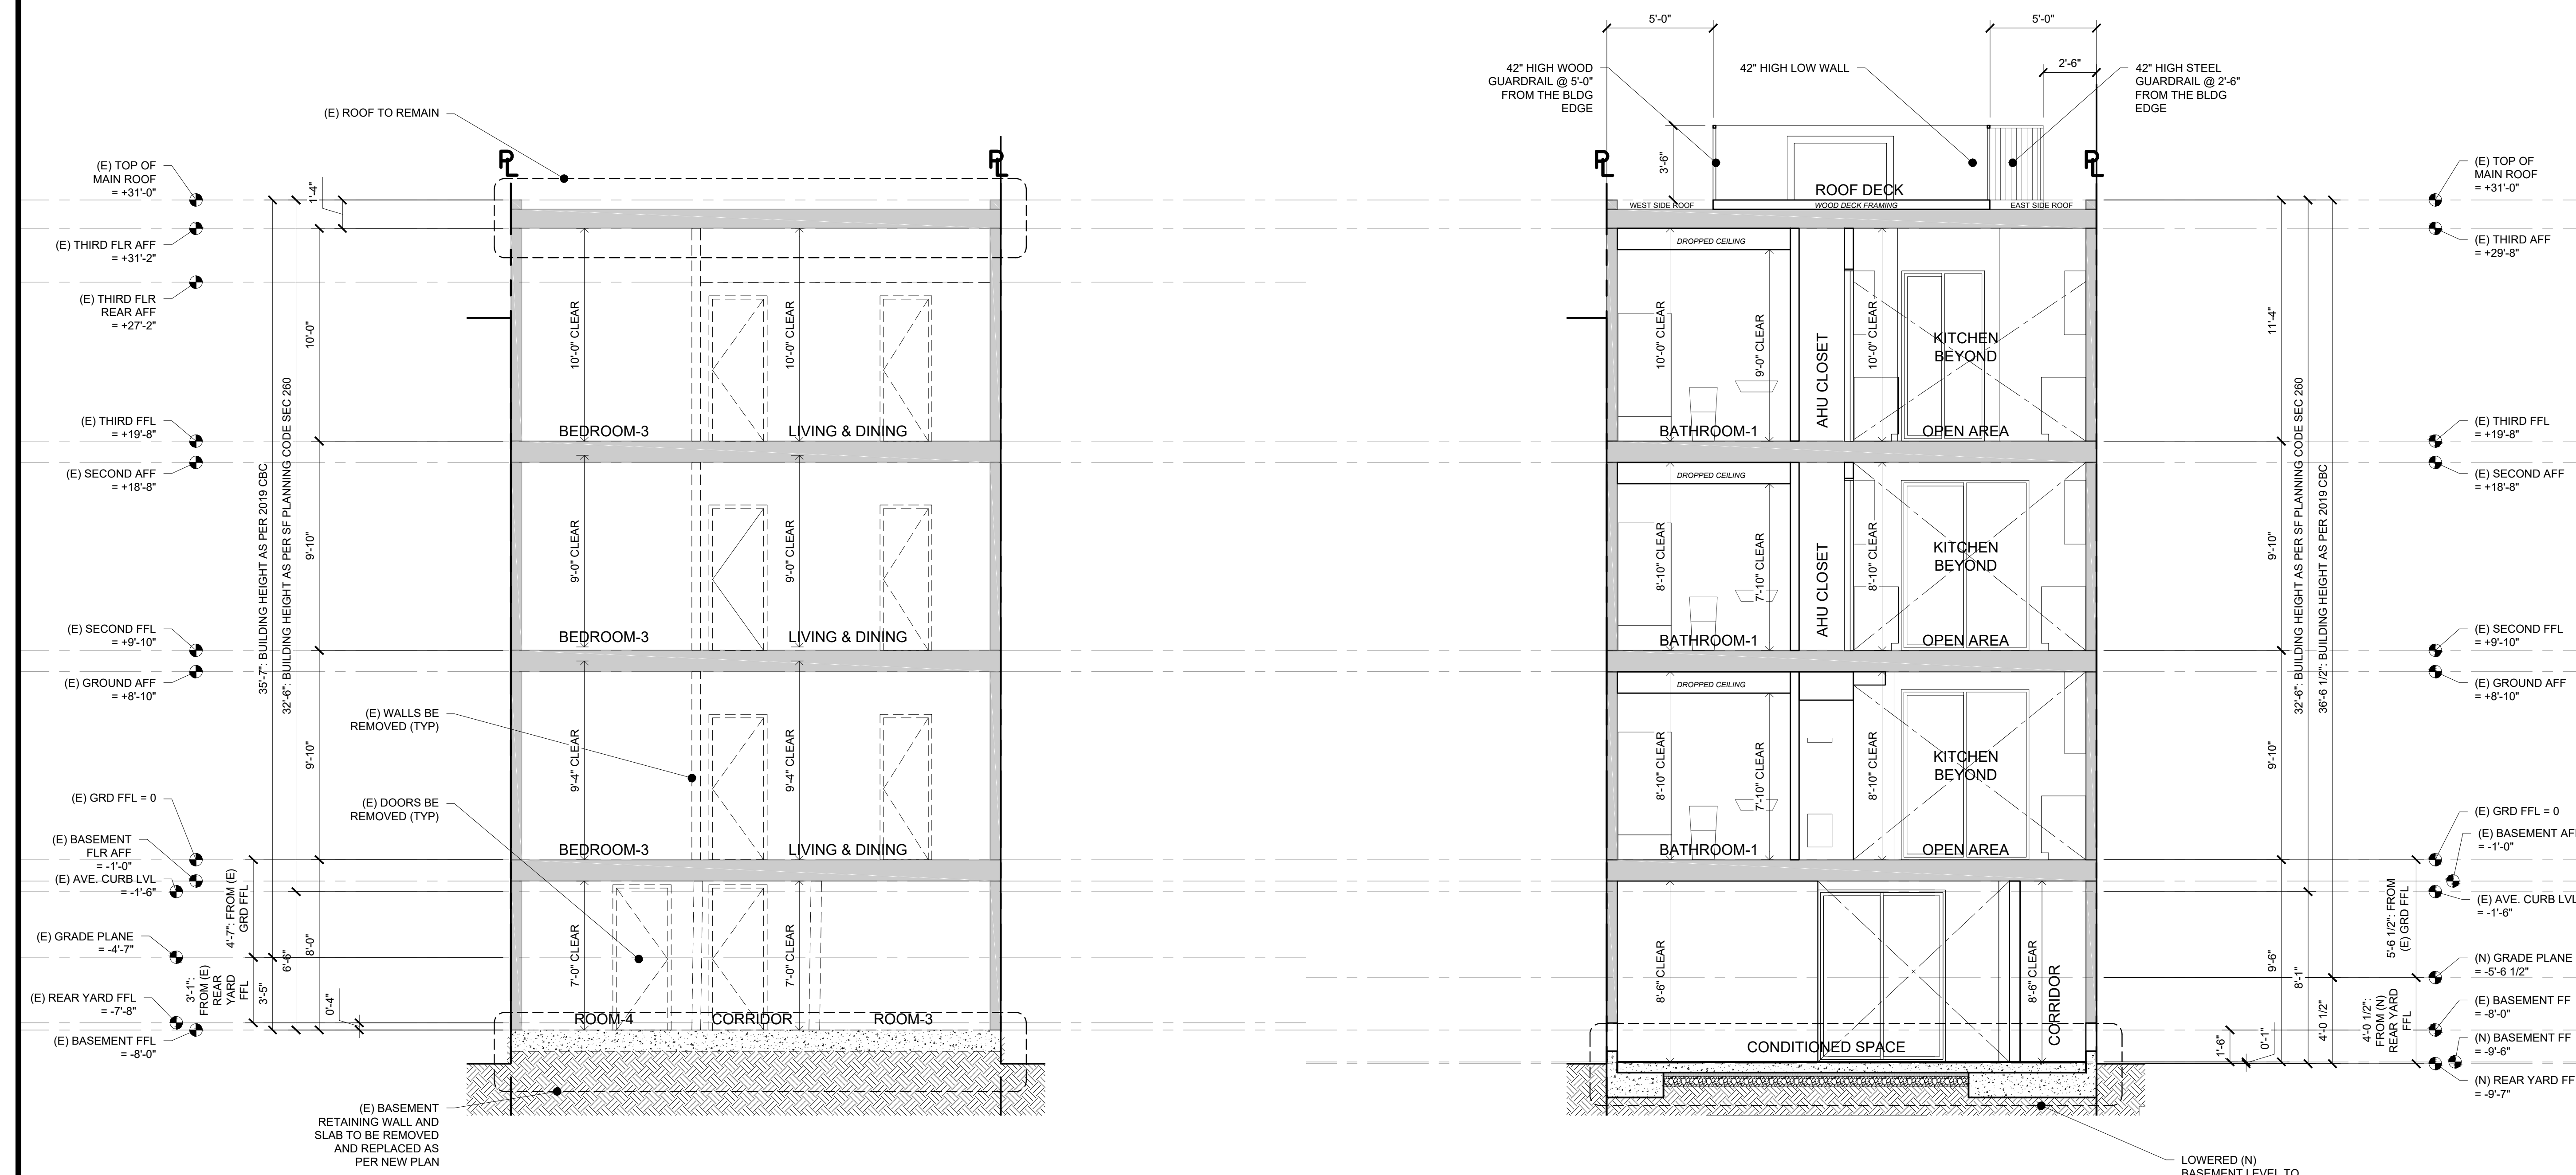 (E) ROOF TO REMAIN
(E) TOP OF
MAIN ROOF
= +31'-0"
(E) THIRD FLR AFF
= +31'-2"
(E) THIRD FLR
REAR AFF
= +27'-2"
(E) THIRD FFL
= +19'-8"
(E) SECOND AFF
= +18'-8"
(E) SECOND FFL
= +9'-10"
(E) GROUND AFF
= +8'-10"
(E) GRD FFL = 0
(E) BASEMENT
FLR AFF
= -1'-0"
(E) AVE. CURB LVL
= -1'-6"
(E) GRADE PLANE
= -4'-7"
(E) REAR YARD FFL
= -7'-8"
(E) BASEMENT FFL
= -8'-0"
35'-7": BUILDING HEIGHT AS PER 2019 CBC
32'-6": BUILDING HEIGHT AS PER SF PLANNING CODE SEC 260
1'-4"
10'-0"
9'-10"
9'-10"
8'-0"
6'-6"
3'-5"
0'-4"
4'-7": FROM (E)
GRD FFL
3'-1":
FROM (E)
REAR
YARD
FFL
PL
PL
10'-0" CLEAR
10'-0" CLEAR
BEDROOM-3
LIVING & DINING
9'-0" CLEAR
9'-0" CLEAR
BEDROOM-3
LIVING & DINING
(E) WALLS BE
REMOVED (TYP)
9'-4" CLEAR
9'-4" CLEAR
(E) DOORS BE
REMOVED (TYP)
BEDROOM-3
LIVING & DINING
7'-0" CLEAR
7'-0" CLEAR
ROOM-4
CORRIDOR
ROOM-3
(E) BASEMENT
RETAINING WALL AND
SLAB TO BE REMOVED
AND REPLACED AS
PER NEW PLAN
5'-0"
5'-0"
2'-6"
42" HIGH WOOD
GUARDRAIL @ 5'-0"
FROM THE BLDG
EDGE
42" HIGH LOW WALL
42" HIGH STEEL
GUARDRAIL @ 2'-6"
FROM THE BLDG
EDGE
PL
PL
3'-6"
ROOF DECK
WEST SIDE ROOF
WOOD DECK FRAMING
EAST SIDE ROOF
DROPPED CEILING
10'-0" CLEAR
9'-0" CLEAR
AHU CLOSET
10'-0" CLEAR
KITCHEN
BEYOND
BATHROOM-1
OPEN AREA
DROPPED CEILING
8'-10" CLEAR
7'-10" CLEAR
AHU CLOSET
8'-10" CLEAR
KITCHEN
BEYOND
BATHROOM-1
OPEN AREA
DROPPED CEILING
8'-10" CLEAR
7'-10" CLEAR
8'-10" CLEAR
KITCHEN
BEYOND
BATHROOM-1
OPEN AREA
8'-6" CLEAR
8'-6" CLEAR
CORRIDOR
CONDITIONED SPACE
11'-4"
9'-10"
9'-10"
9'-6"
8'-1"
4'-0 1/2"
1'-6"
0'-1"
32'-6": BUILDING HEIGHT AS PER SF PLANNING CODE SEC 260
36'-6 1/2": BUILDING HEIGHT AS PER 2019 CBC
5'-6 1/2": FROM
(E) GRD FFL
4'-0 1/2":
FROM (N)
REAR YARD
FFL
(E) TOP OF
MAIN ROOF
= +31'-0"
(E) THIRD AFF
= +29'-8"
(E) THIRD FFL
= +19'-8"
(E) SECOND AFF
= +18'-8"
(E) SECOND FFL
= +9'-10"
(E) GROUND AFF
= +8'-10"
(E) GRD FFL = 0
(E) BASEMENT AF
= -1'-0"
(E) AVE. CURB LVL
= -1'-6"
(N) GRADE PLANE
= -5'-6 1/2"
(E) BASEMENT FF
= -8'-0"
(N) BASEMENT FF
= -9'-6"
(N) REAR YARD FF
= -9'-7"
LOWERED (N)
BASEMENT LEVEL TO